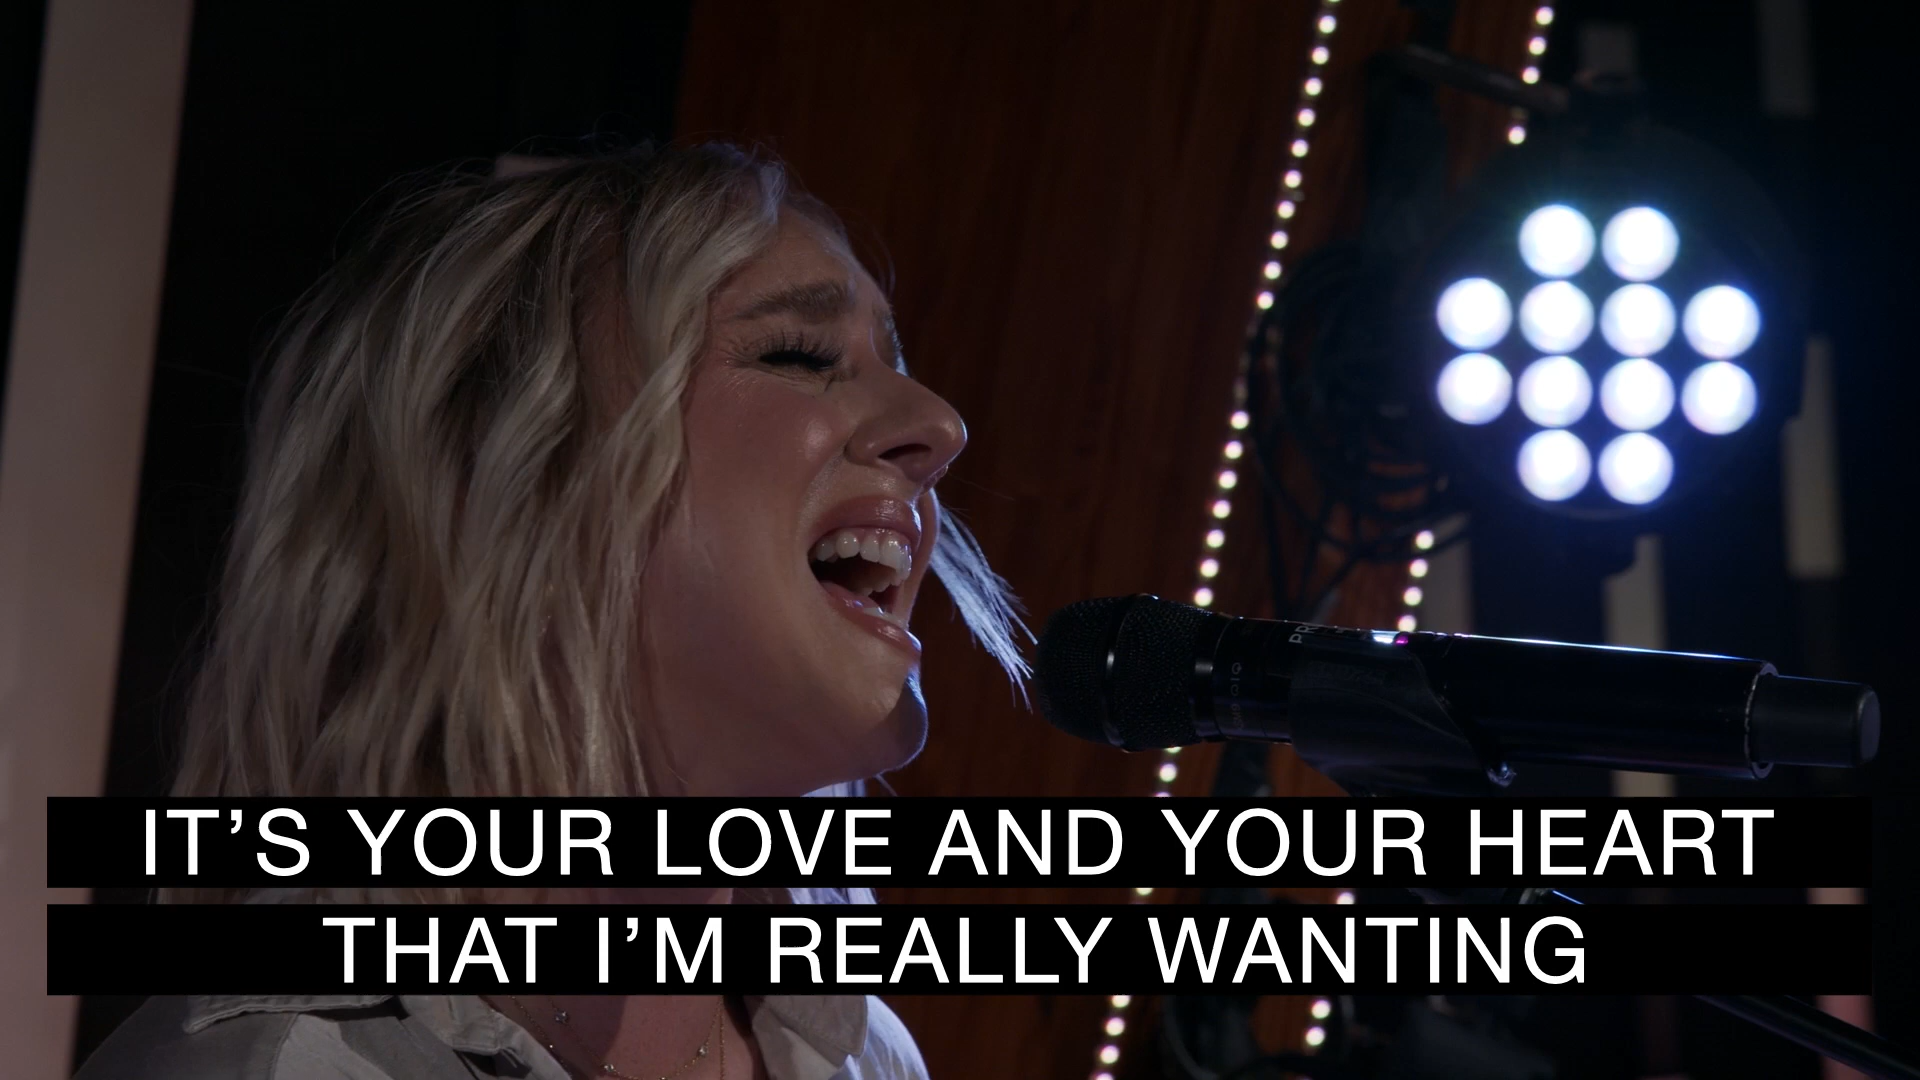 IT’S YOUR LOVE AND YOUR HEART
THAT I’M REALLY WANTING